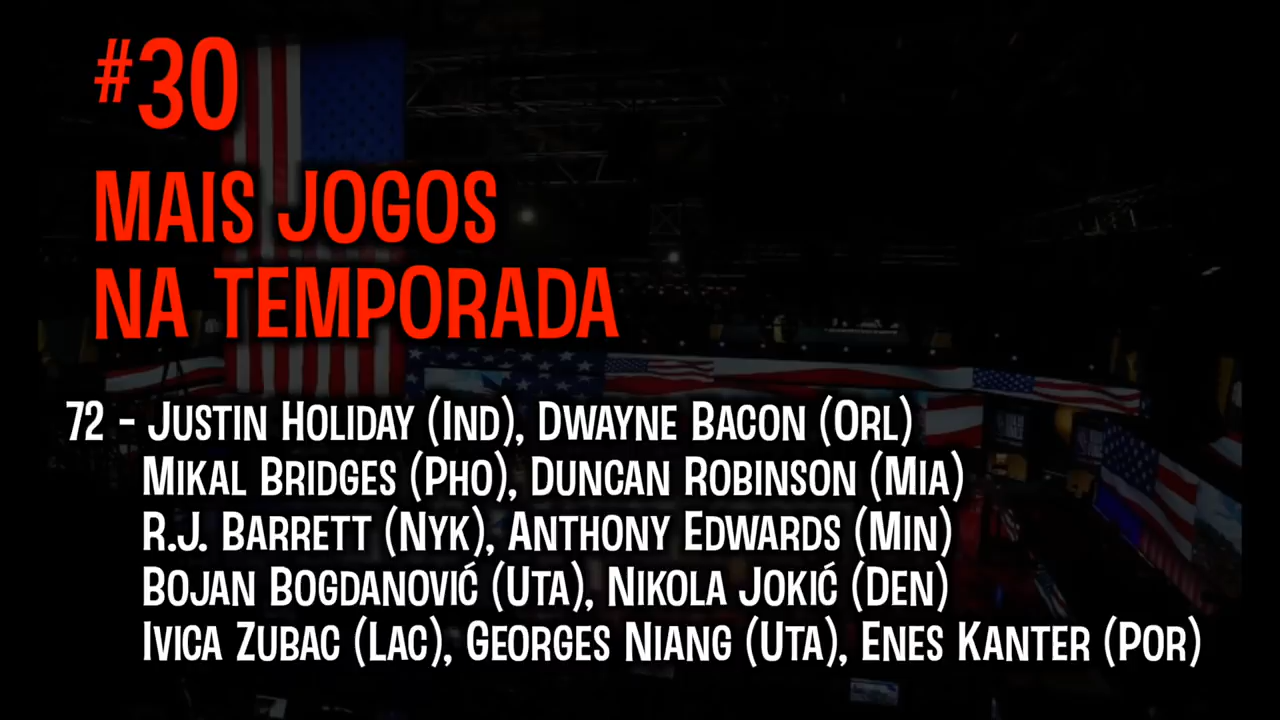 #30
MAIS JOGOS
NA TEMPORADA
72 - JUSTIN HOLIDAY (IND), DWAYNE BACON (ORL)
MIKAL BRIDGES (PHO), DUNCAN ROBINSON (MIA)
R.J. BARRETT (NYK), ANTHONY EDWARDS (MIN)
BOJAN BOGDANOVIĆ (UTA), NIKOLA JOKIĆ (DEN)
IVICA ZUBAC (LAC), GEORGES NIANG (UTA), ENES KANTER (POR)